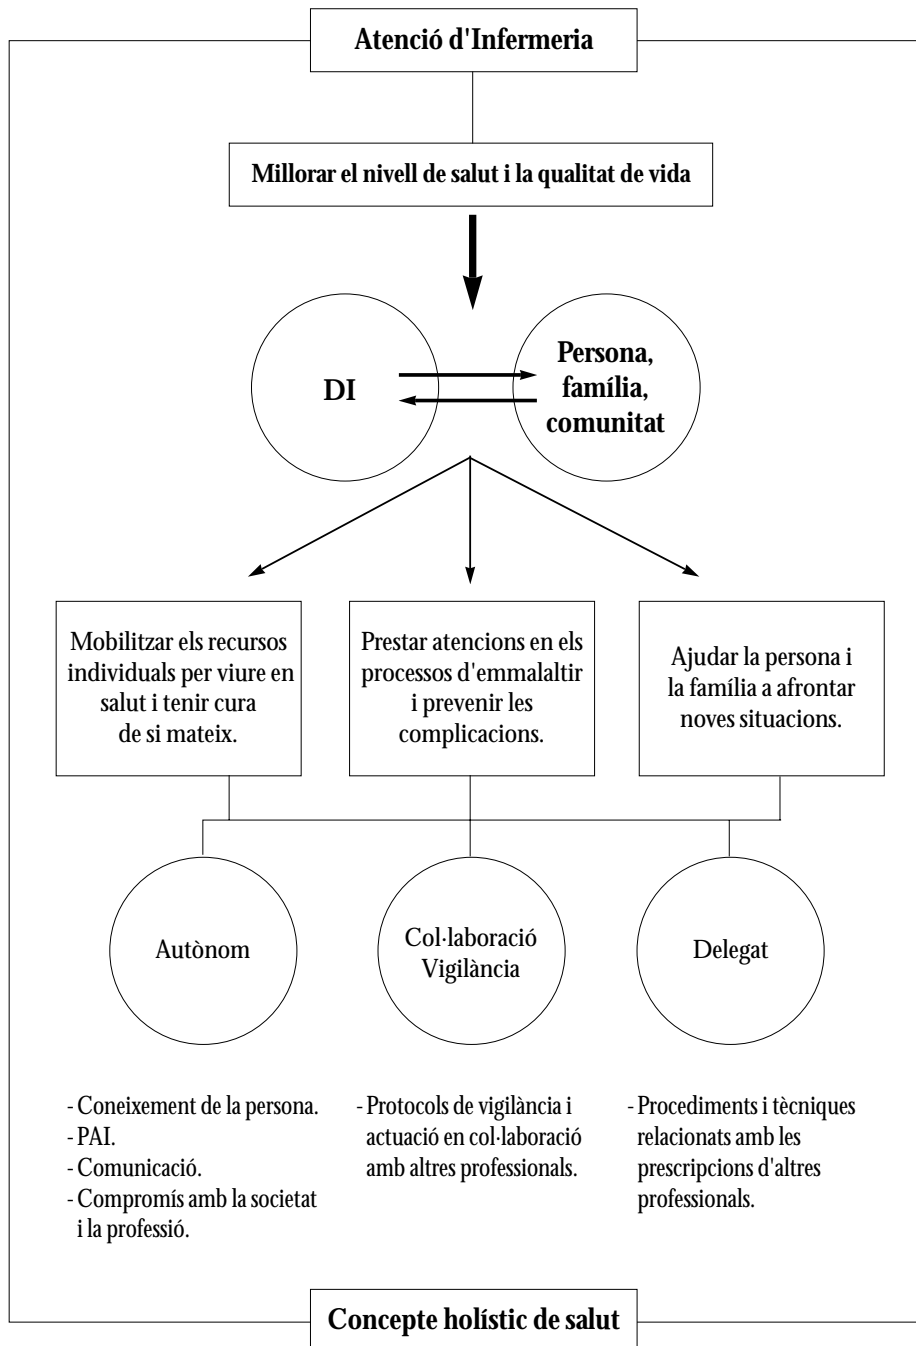 Atenció d'Infermeria
Millorar el nivell de salut i la qualitat de vida
DI
Persona,
família,
comunitat
Mobilitzar els recursos
individuals per viure en
salut i tenir cura
de si mateix.
Prestar atencions en els
processos d'emmalaltir
i prevenir les
complicacions.
Ajudar la persona i
la família a afrontar
noves situacions.
Autònom
Col·laboració
Vigilància
Delegat
- Coneixement de la persona.
- PAI.
- Comunicació.
- Compromís amb la societat
i la professió.
- Protocols de vigilància i
actuació en col·laboració
amb altres professionals.
- Procediments i tècniques
relacionats amb les
prescripcions d'altres
professionals.
Concepte holístic de salut